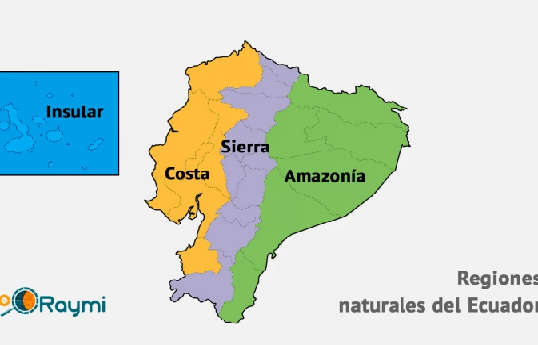 Insular
Sierra
Costa
Amazonía
Regiones
naturales del Ecuador
Raymi